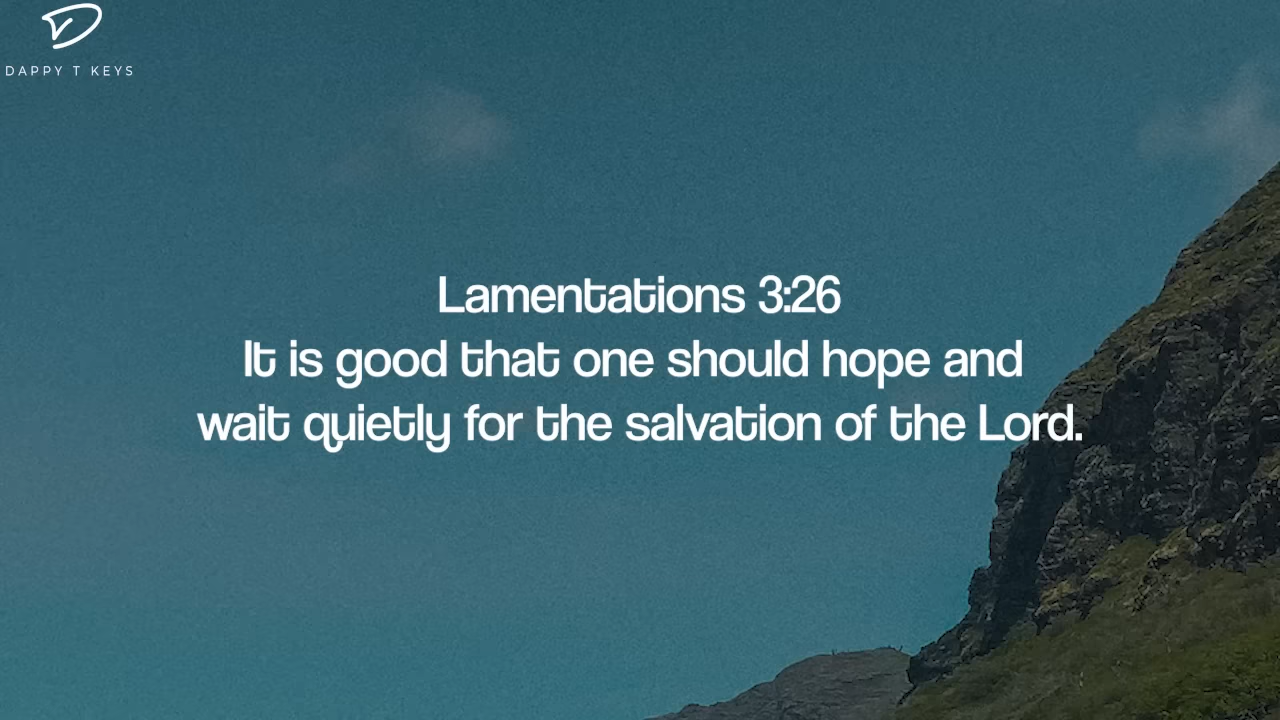 DAPPY T KEYS
Lamentations 3:26
It is good that one should hope and
wait quietly for the salvation of the Lord.